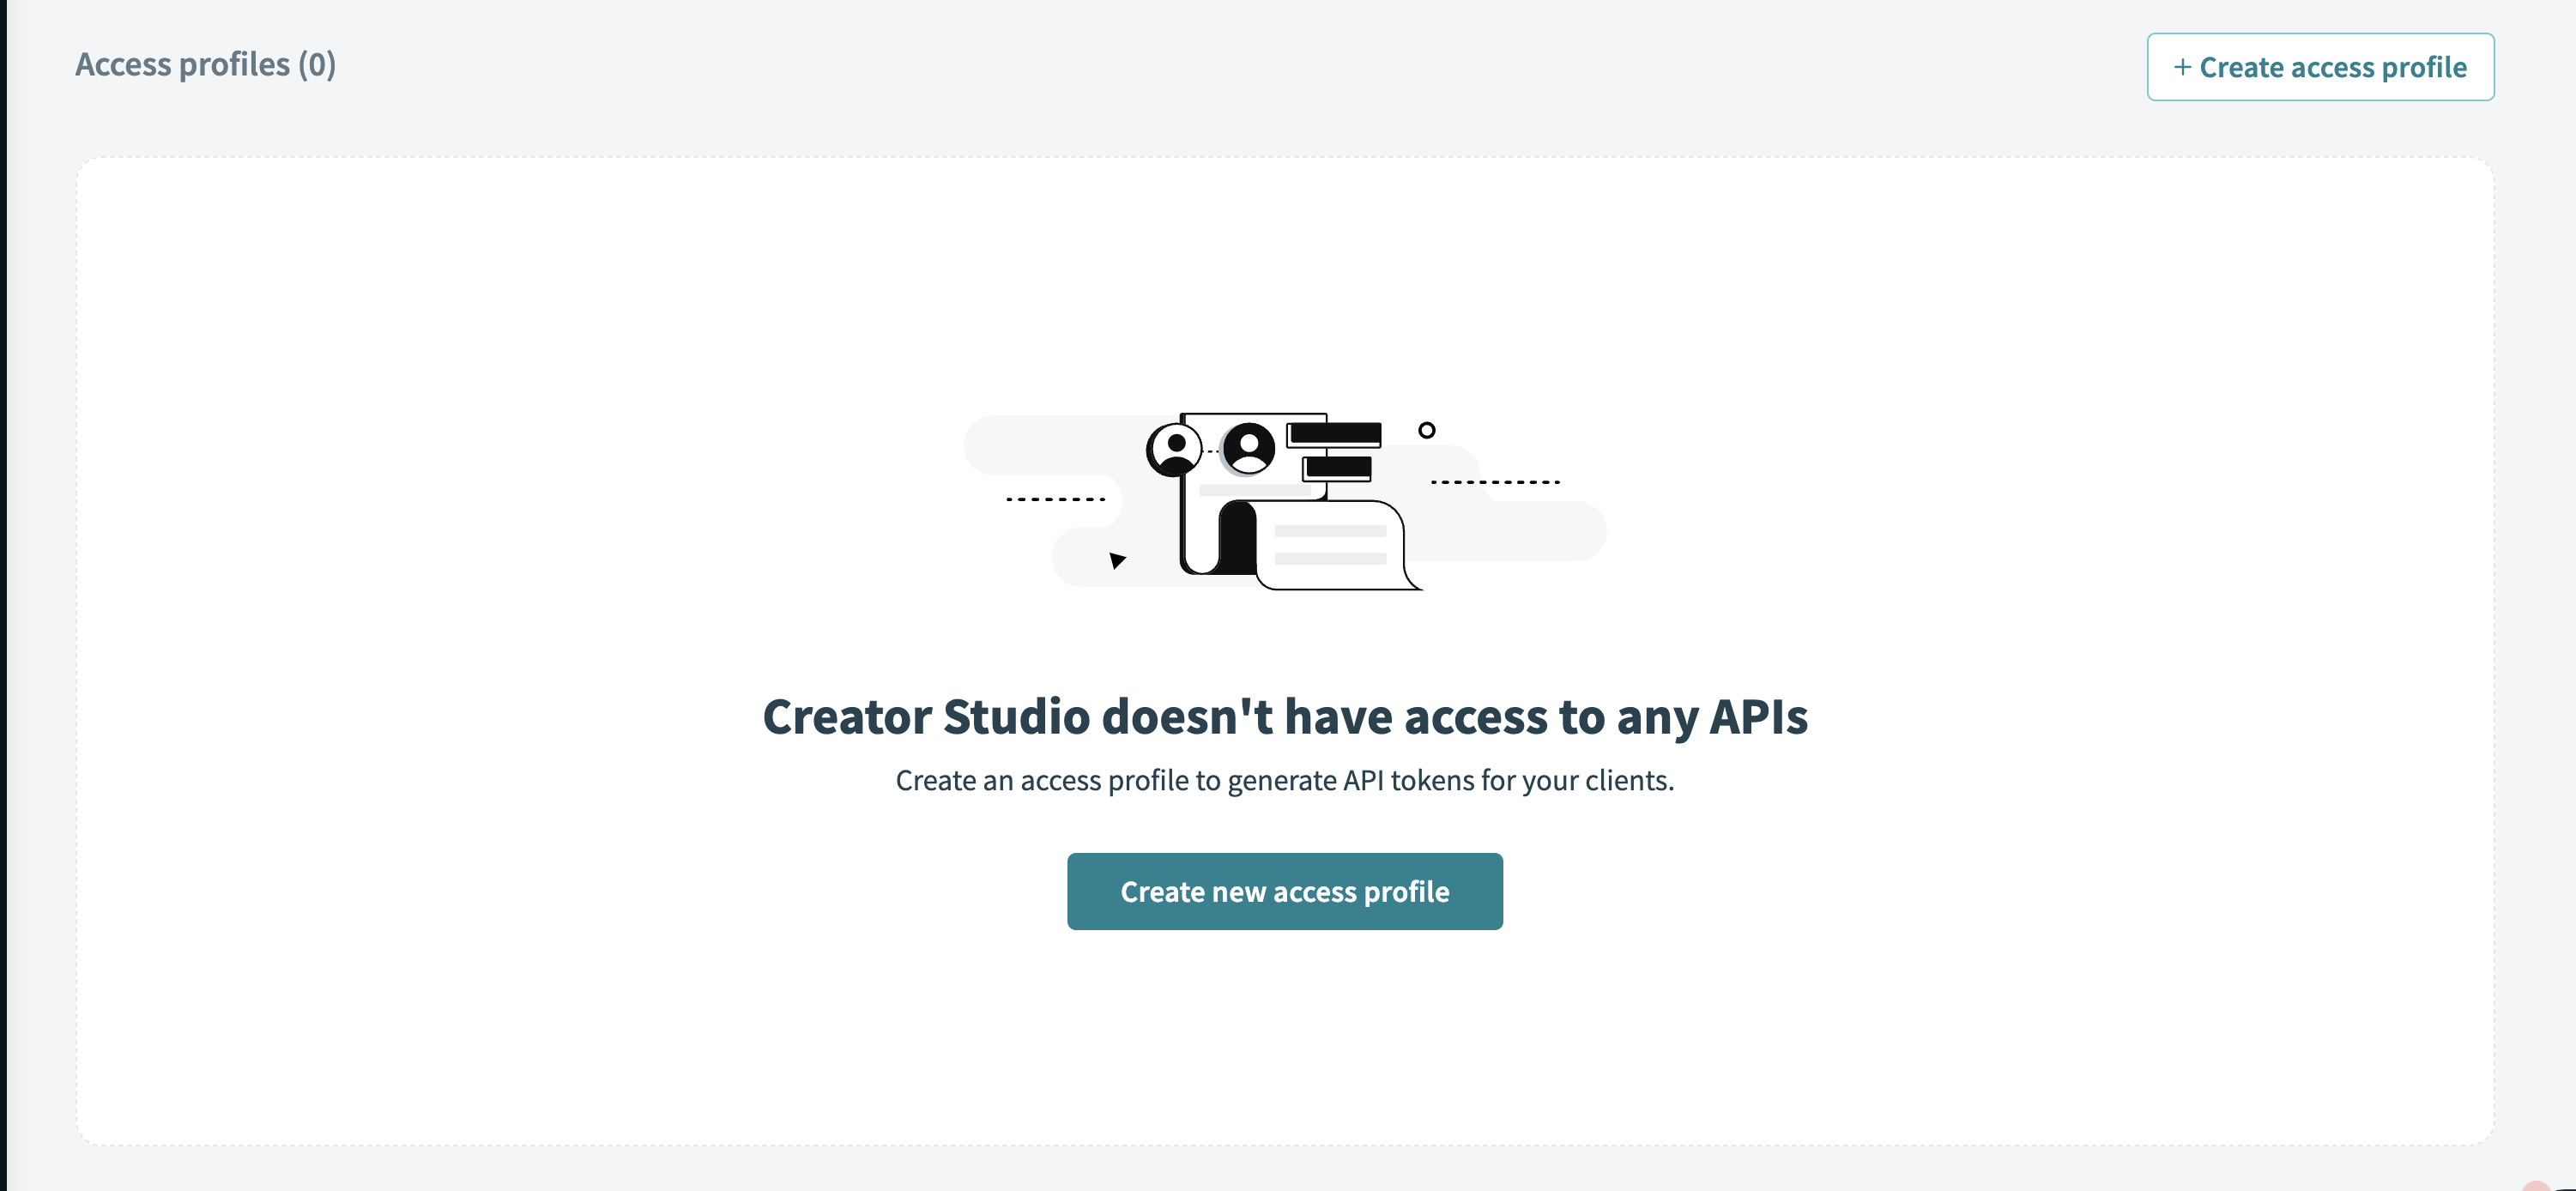 Access profiles (0)
+ Create access profile
Creator Studio doesn't have access to any APIs
Create an access profile to generate API tokens for your clients.
Create new access profile